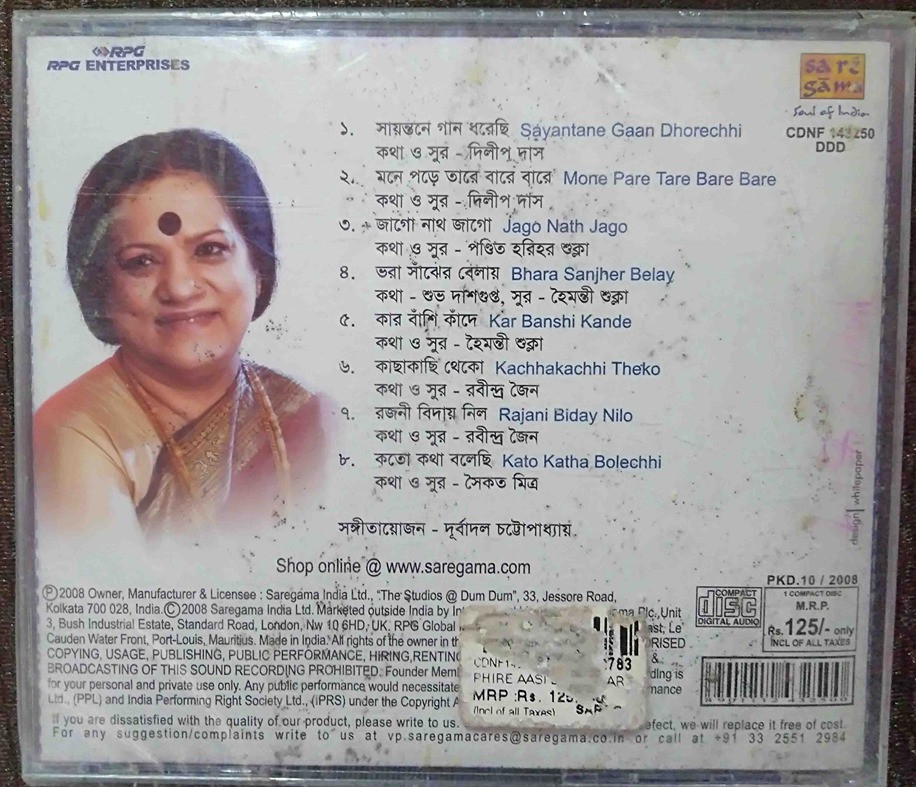 RPG
RPG ENTERPRISES
sa rē gāma
Soul of India
CDNF
DDD
১. সায়ন্তনে গান ধরেছি Sayantane Gaan Dhorechhi
কথা ও সুর - দিলীপ দাস
২. মনে পড়ে তারে বারে বারে Mone Pare Tare Bare Bare
কথা ও সুর - দিলীপ দাস
৩. জাগো নাথ জাগো Jago Nath Jago
কথা ও সুর - পণ্ডিত হরিহর শুক্লা
৪. ভরা সাঁঝের বেলায় Bhara Sanjher Belay
কথা - শুভ দাশগুপ্ত, সুর - হৈমন্তী শুক্লা
৫. কার বাঁশি কাঁদে Kar Banshi Kande
কথা ও সুর - হৈমন্তী শুক্লা
৬. কাছাকাছি থেকো Kachhakachhi Theko
কথা ও সুর - রবীন্দ্র জৈন
৭. রজনী বিদায় নিল Rajani Biday Nilo
কথা ও সুর - রবীন্দ্র জৈন
৮. কতো কথা বলেছি Kato Katha Bolechhi
কথা ও সুর - সৈকত মিত্র
সঙ্গীতায়োজন - দূর্বাদল চট্টোপাধ্যায়
design | whitepaper
Shop online @ www.saregama.com
PKD.10 / 2008
COMPACT disc DIGITAL AUDIO
1 COMPACT DISC
M.R.P.
Rs. 125/- only
INCL OF ALL TAXES
Ⓟ2008 Owner, Manufacturer & Licensee : Saregama India Ltd., "The Studios @ Dum Dum", 33, Jessore Road,
Kolkata 700 028, India.©2008 Saregama India Ltd. Marketed outside India by Plc.,Unit
3, Bush Industrial Estate, Standard Road, London, Nw 10 6HD, UK. RPG Global Le
Cauden Water Front, Port-Louis, Mauritius. Made in India. All rights of the owner in
COPYING, USAGE, PUBLISHING, PUBLIC PERFORMANCE, HIRING, &
BROADCASTING OF THIS SOUND RECORDING PROHIBITED. Founder is
for your personal and private use only. Any public performance would
Ltd., (PPL) and India Performing Right Society Ltd., (IPRS) under the Copyright
783
PHIRE
MRP :Rs.
(Incl of all Taxes)
If you are dissatisfied with the quality of our product, please write to us. we will replace it free of cost.
For any suggestion/complaints write to us at vp.saregamacares@saregama.co.in or call at +91 33 2551 2984